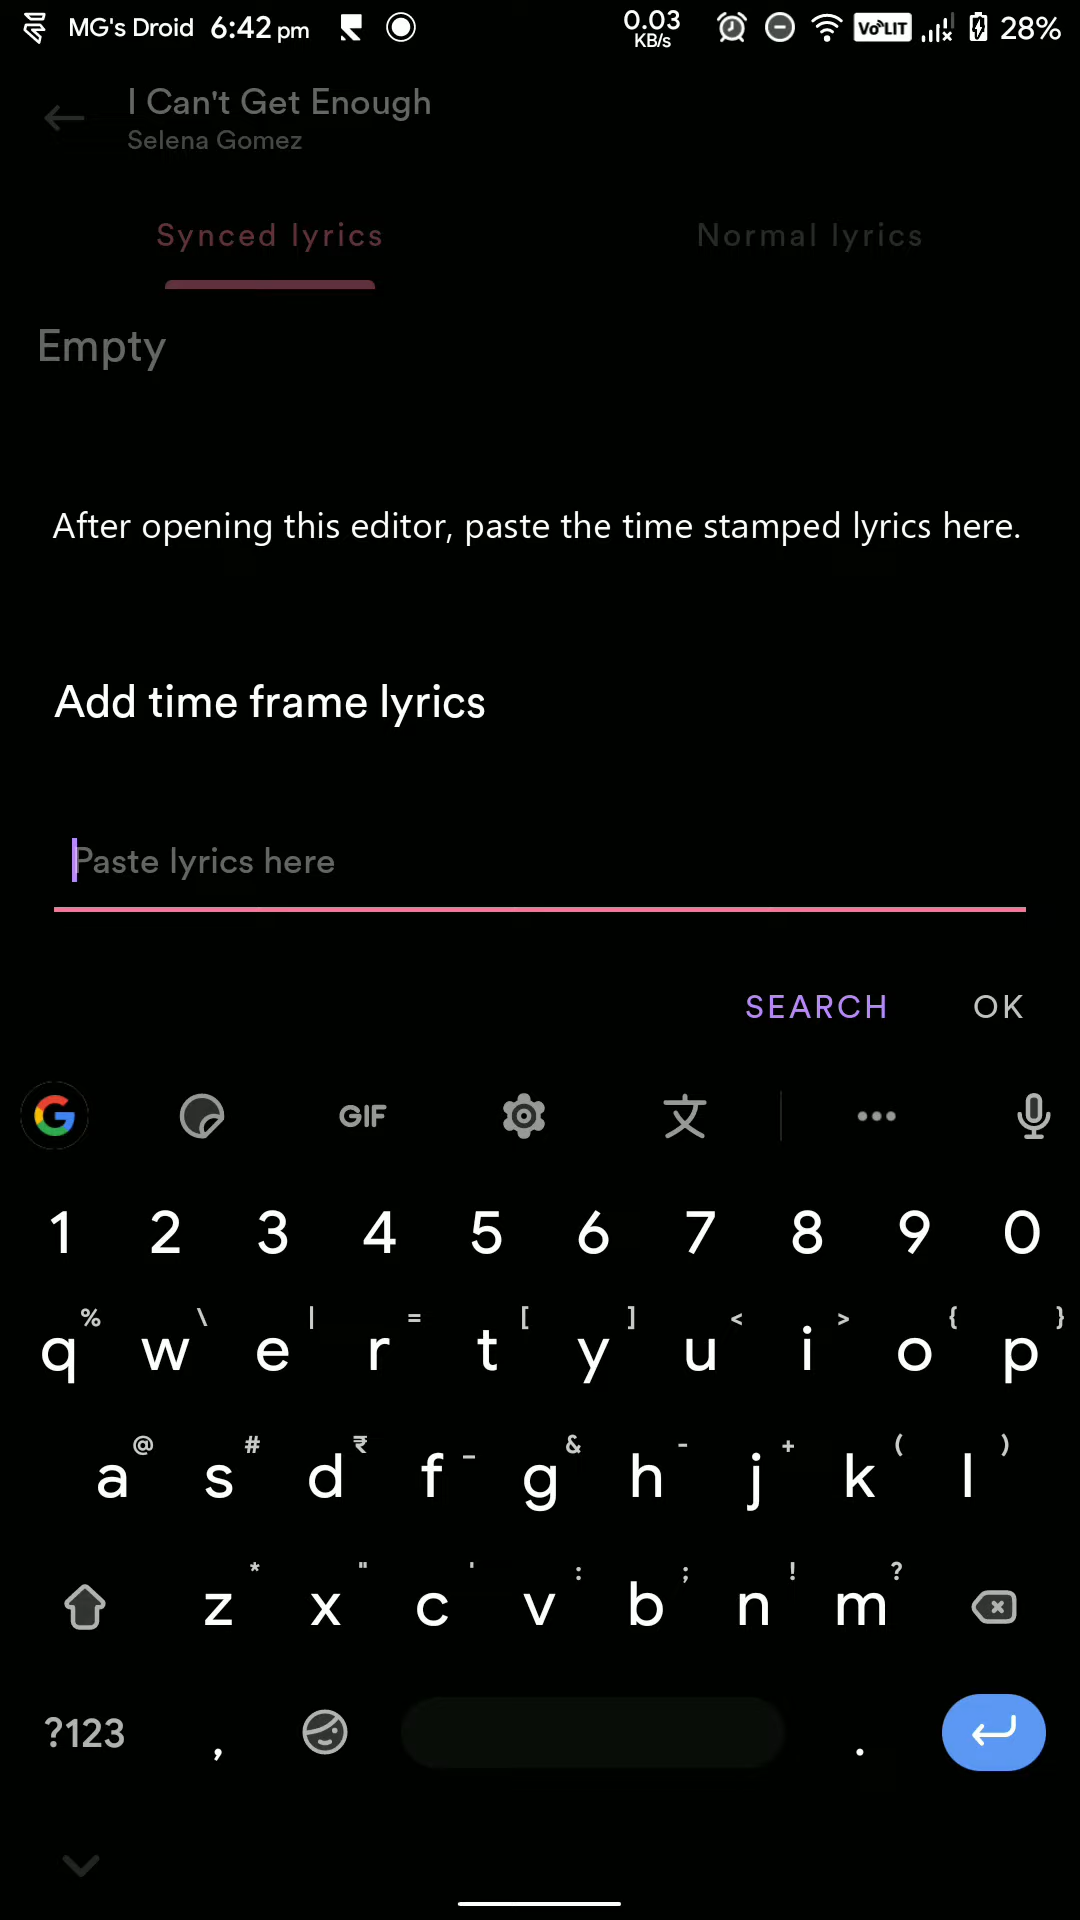 MG's Droid 6:42 pm 0.03 KB/s VoLIT 28%
I Can't Get Enough
Selena Gomez
Synced lyrics Normal lyrics
Empty
After opening this editor, paste the time stamped lyrics here.
Add time frame lyrics
Paste lyrics here
SEARCH OK
G GIF 文 •••
1 2 3 4 5 6 7 8 9 0
% \ | = [ ] < > { }
q w e r t y u i o p
@ # ₹ _ & - + ( )
a s d f g h j k l
* " ' : ; ! ?
z x c v b n m
?123 , .